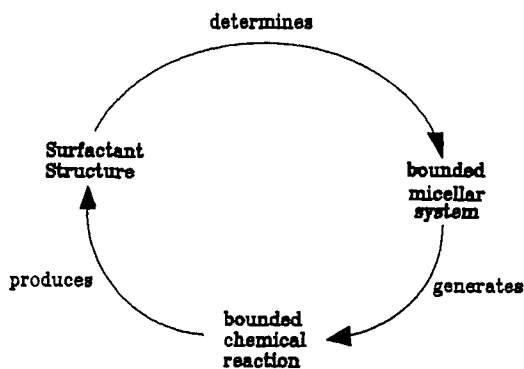 determines
Surfactant
Structure
bounded
micellar
system
produces
generates
bounded
chemical
reaction